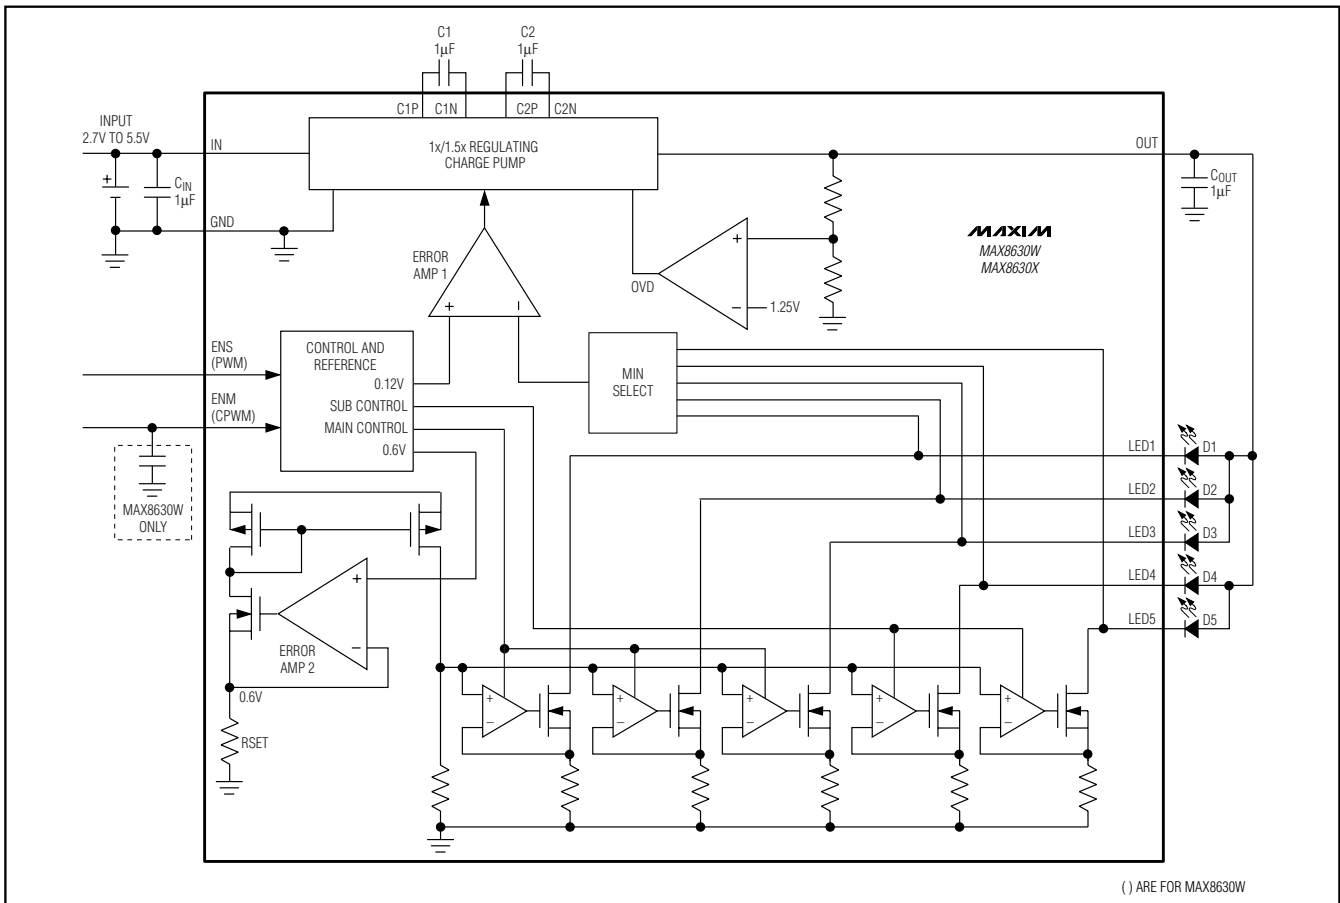 C1
1µF
C2
1µF
C1P
C1N
C2P
C2N
INPUT
2.7V TO 5.5V
IN
1x/1.5x REGULATING
CHARGE PUMP
OUT
+
CIN
1µF
COUT
1µF
GND
MAXIM
MAX8630W
MAX8630X
ERROR
AMP 1
+
−
OVD
+
−
1.25V
ENS
(PWM)
CONTROL AND
REFERENCE
0.12V
SUB CONTROL
MAIN CONTROL
0.6V
ENM
(CPWM)
MIN
SELECT
MAX8630W
ONLY
LED1
D1
LED2
D2
LED3
D3
LED4
D4
LED5
D5
+
−
ERROR
AMP 2
0.6V
RSET
+
−
+
−
+
−
+
−
+
−
( ) ARE FOR MAX8630W